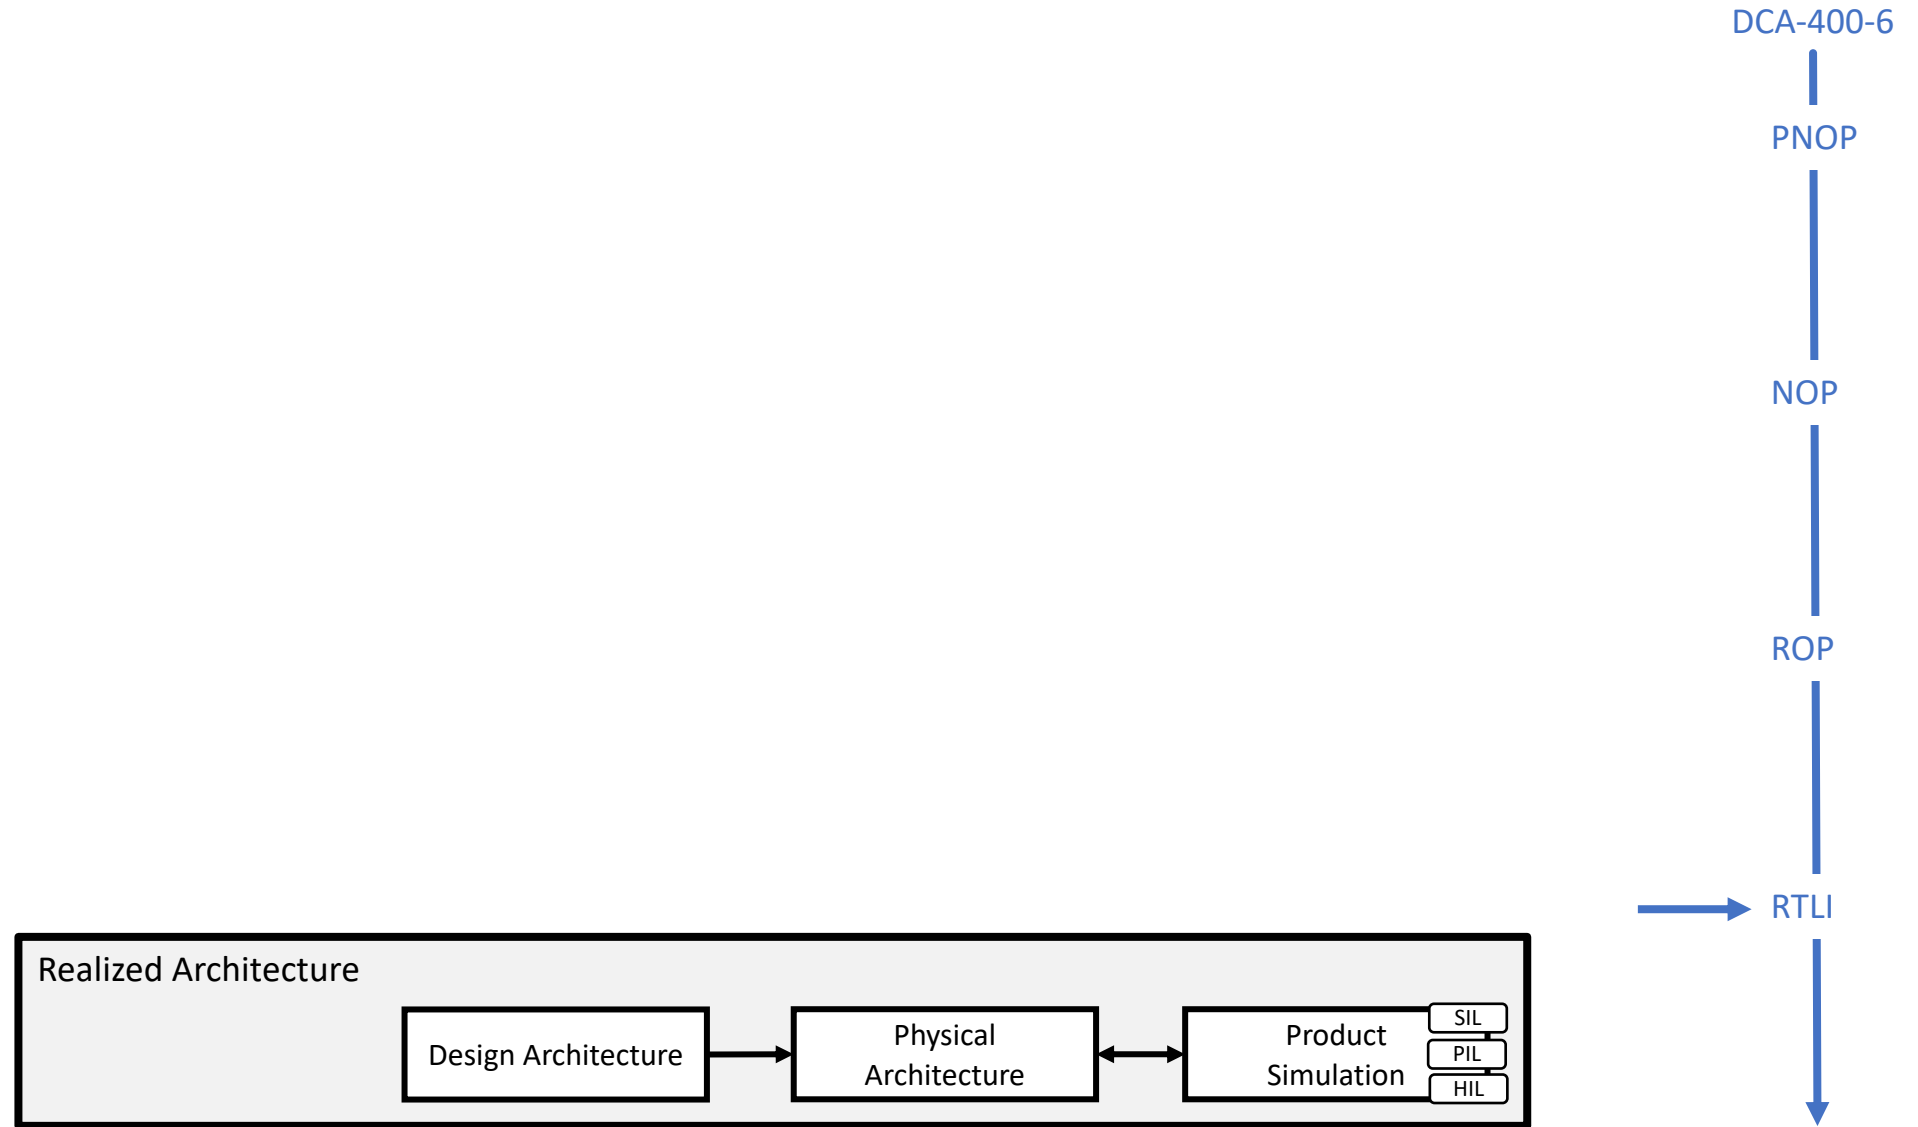 DCA-400-6
PNOP
NOP
ROP
RTLI
Realized Architecture
Design Architecture
Physical
Architecture
Product
Simulation
SIL
PIL
HIL